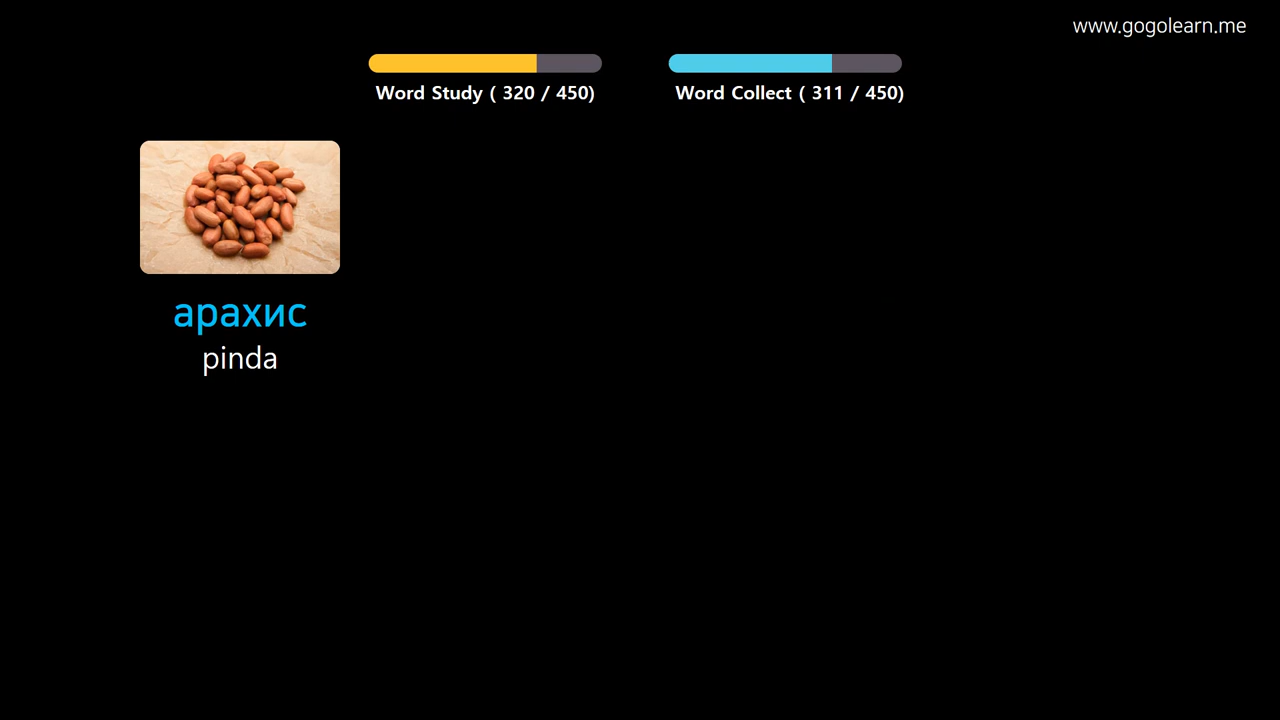 www.gogolearn.me
Word Study ( 320 / 450)
Word Collect ( 311 / 450)
арахис
pinda